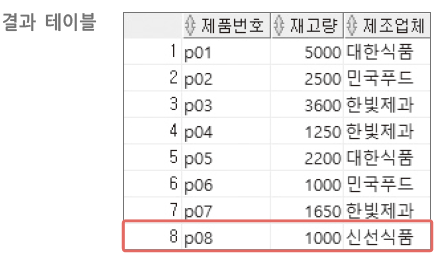 결과 테이블
제품번호 재고량 제조업체
1 p01 5000 대한식품
2 p02 2500 민국푸드
3 p03 3600 한빛제과
4 p04 1250 한빛제과
5 p05 2200 대한식품
6 p06 1000 민국푸드
7 p07 1650 한빛제과
8 p08 1000 신선식품